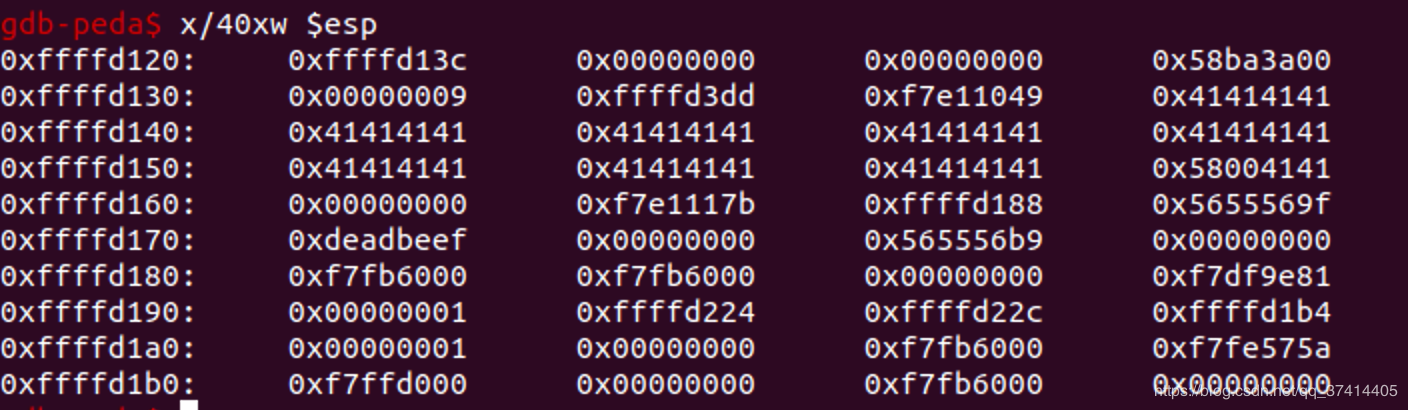 gdb-peda$ x/40xw $esp
0xffffd120: 0xffffd13c 0x00000000 0x00000000 0x58ba3a00
0xffffd130: 0x00000009 0xffffd3dd 0xf7e11049 0x41414141
0xffffd140: 0x41414141 0x41414141 0x41414141 0x41414141
0xffffd150: 0x41414141 0x41414141 0x41414141 0x58004141
0xffffd160: 0x00000000 0xf7e1117b 0xffffd188 0x5655569f
0xffffd170: 0xdeadbeef 0x00000000 0x565556b9 0x00000000
0xffffd180: 0xf7fb6000 0xf7fb6000 0x00000000 0xf7df9e81
0xffffd190: 0x00000001 0xffffd224 0xffffd22c 0xffffd1b4
0xffffd1a0: 0x00000001 0x00000000 0xf7fb6000 0xf7fe575a
0xffffd1b0: 0xf7ffd000 0x00000000 0xf7fb6000 0x00000000
https://blog.csdn.net/qq_37414405